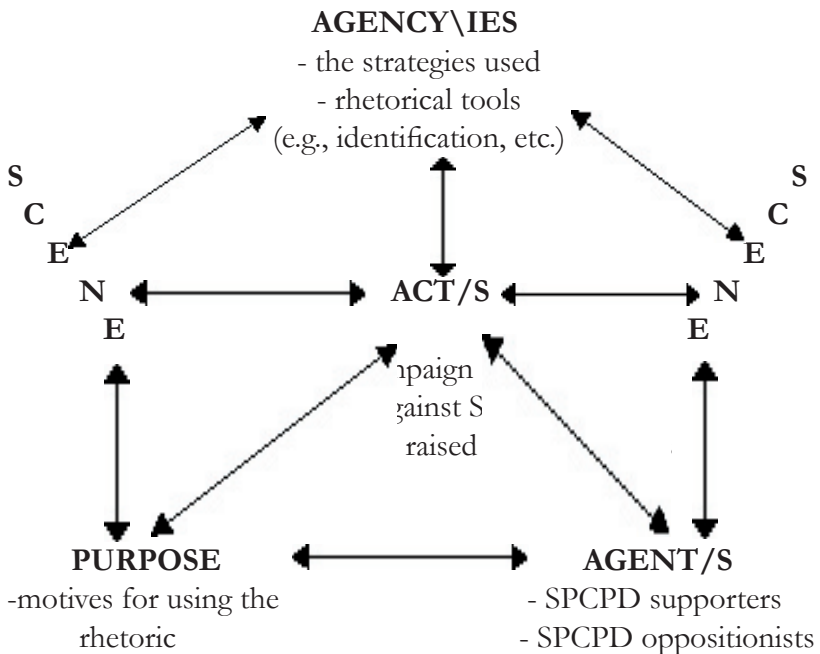 AGENCY\IES
- the strategies used
- rhetorical tools
(e.g., identification, etc.)
S
C
E
N
E
S
C
E
N
E
ACT/S
raised
PURPOSE
-motives for using the
rhetoric
AGENT/S
- SPCPD supporters
- SPCPD oppositionists